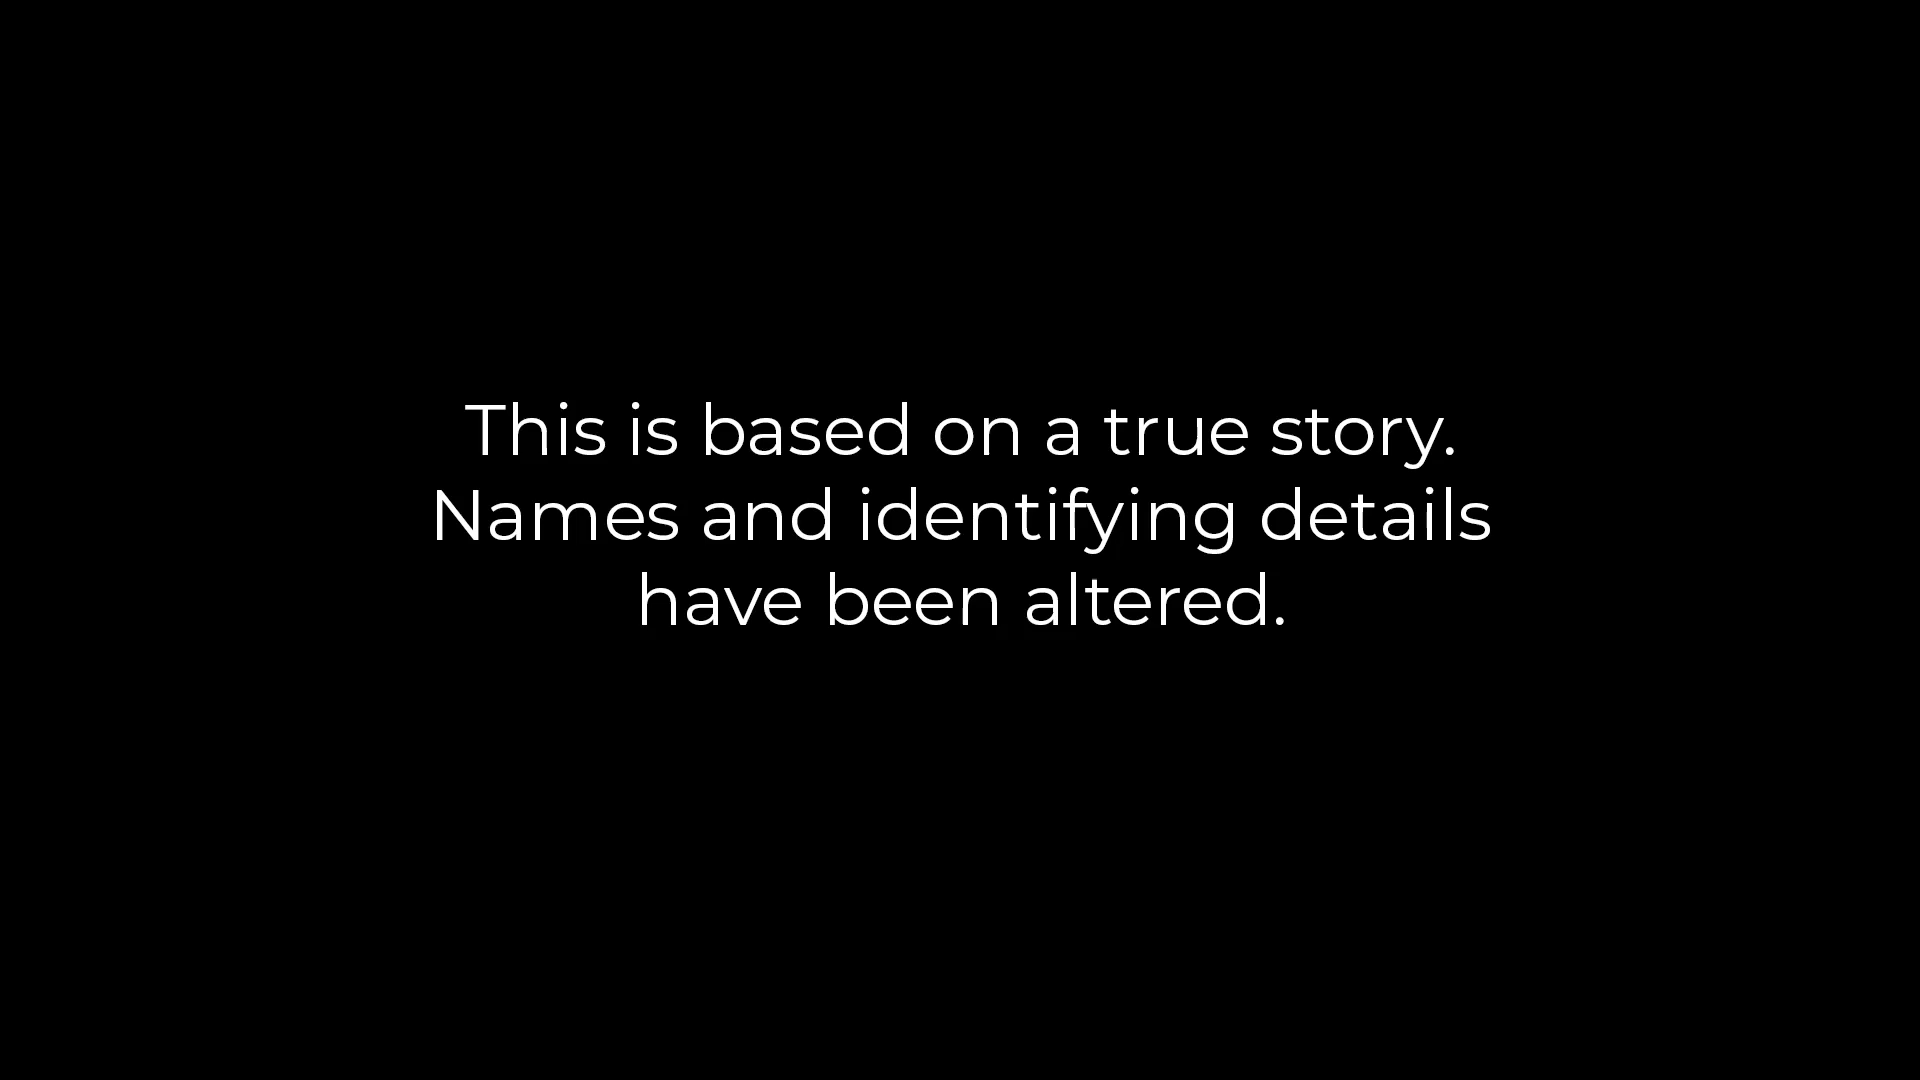 This is based on a true story.
Names and identifying details
have been altered.